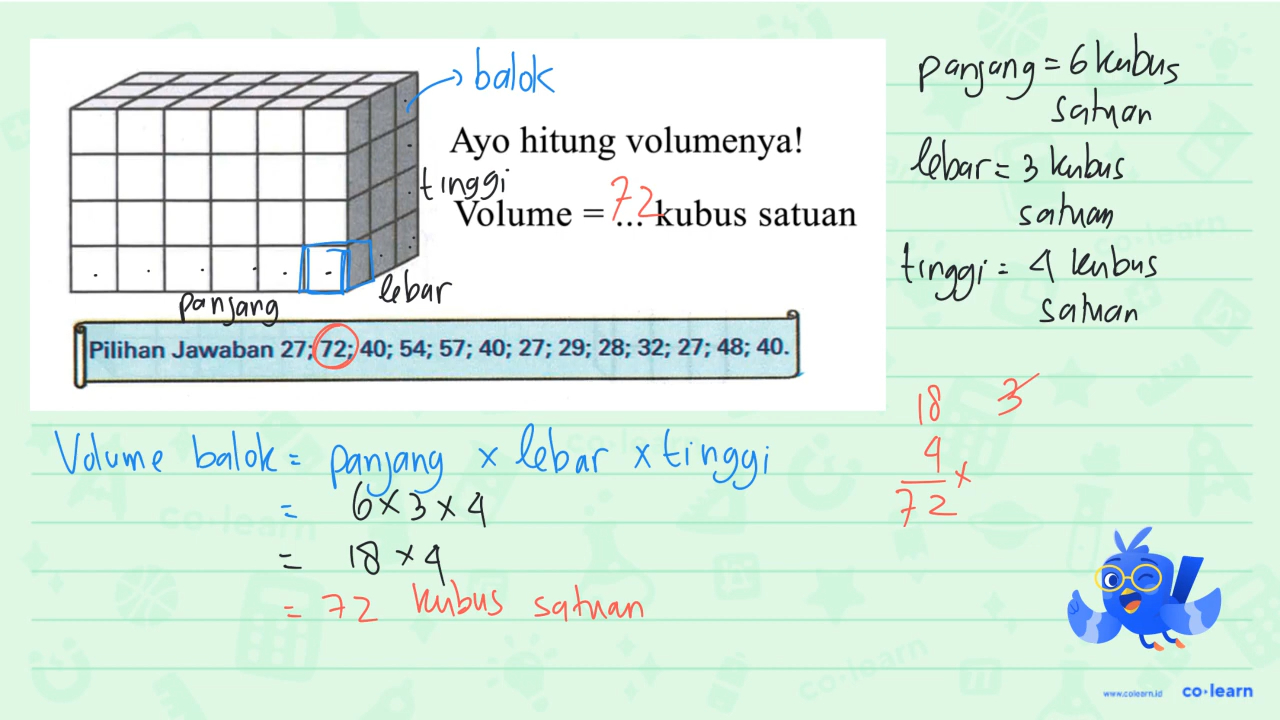 balok
Ayo hitung volumenya!
tinggi
Volume = ... kubus satuan
72
lebar
panjang
Pilihan Jawaban 27; 72; 40; 54; 57; 40; 27; 29; 28; 32; 27; 48; 40.
panjang = 6 kubus
satuan
lebar = 3 kubus
satuan
tinggi = 4 kubus
satuan
18 3
4
x
72
Volume balok = panjang x lebar x tinggi
= 6 x 3 x 4
= 18 x 4
= 72 kubus satuan
www.colearn.id co·learn